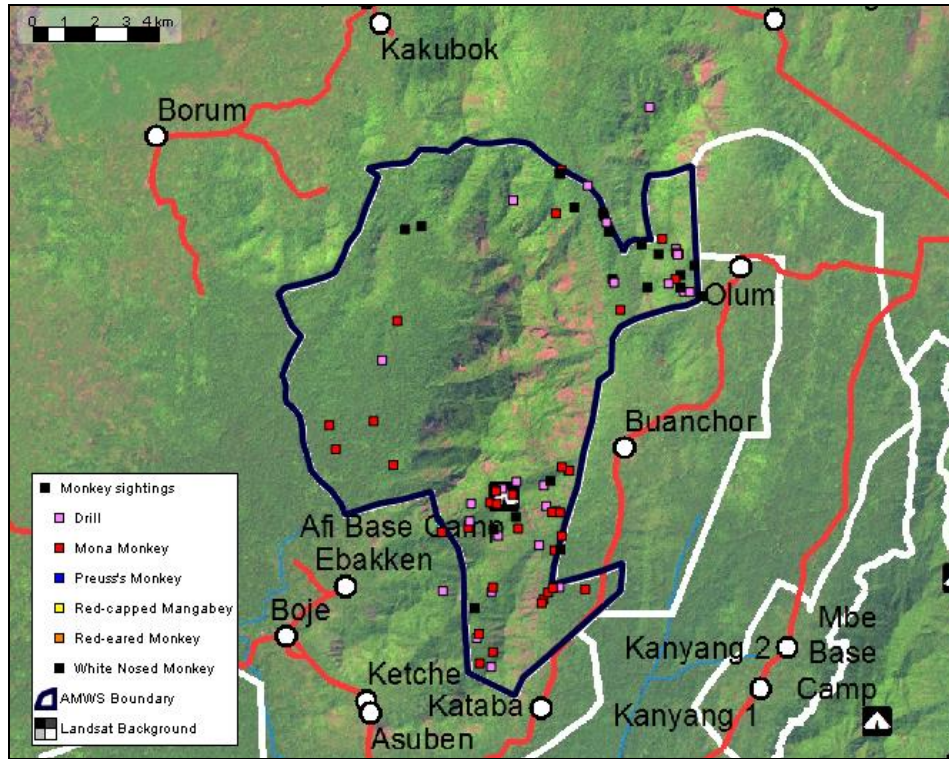 0 1 2 3 4 km
Kakubok
Borum
Olum
Buanchor
Afi Base Camp
Ebakken
Boje
Ketche
Asuben
Kataba
Kanyang 2
Kanyang 1
Mbe
Base
Camp
Monkey sightings
Drill
Mona Monkey
Preuss's Monkey
Red-capped Mangabey
Red-eared Monkey
White Nosed Monkey
AMWS Boundary
Landsat Background